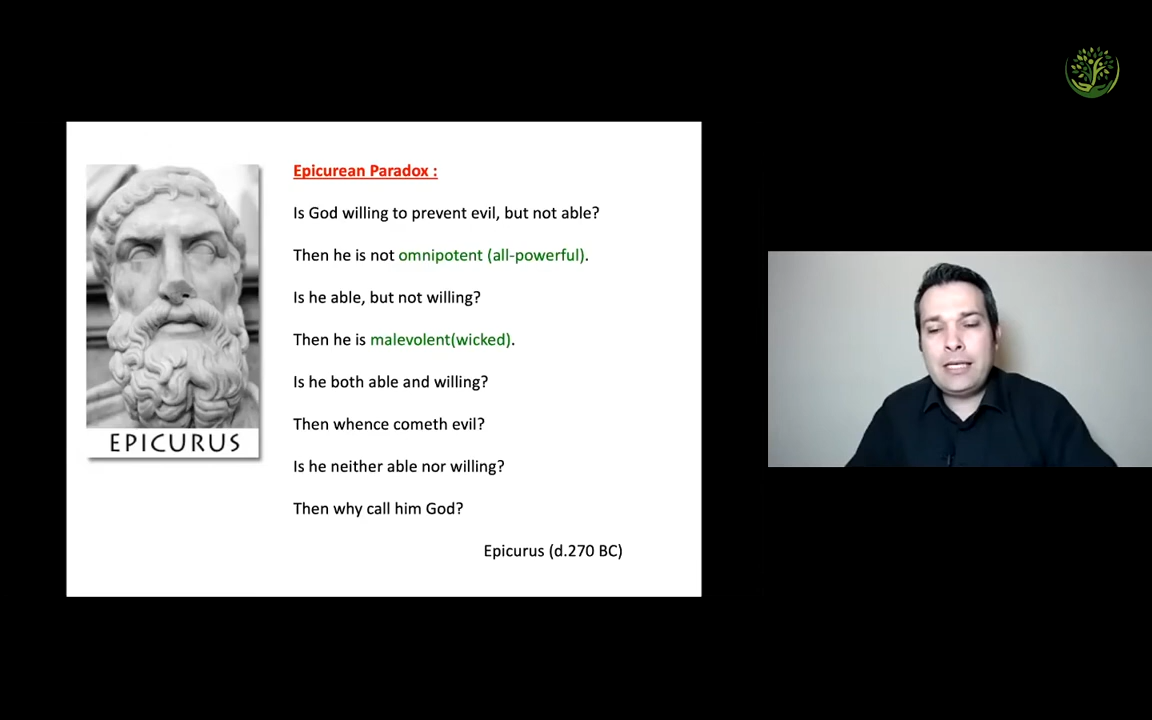 Epicurean Paradox :
Is God willing to prevent evil, but not able?
Then he is not omnipotent (all-powerful).
Is he able, but not willing?
Then he is malevolent(wicked).
Is he both able and willing?
Then whence cometh evil?
Is he neither able nor willing?
Then why call him God?
Epicurus (d.270 BC)
EPICURUS